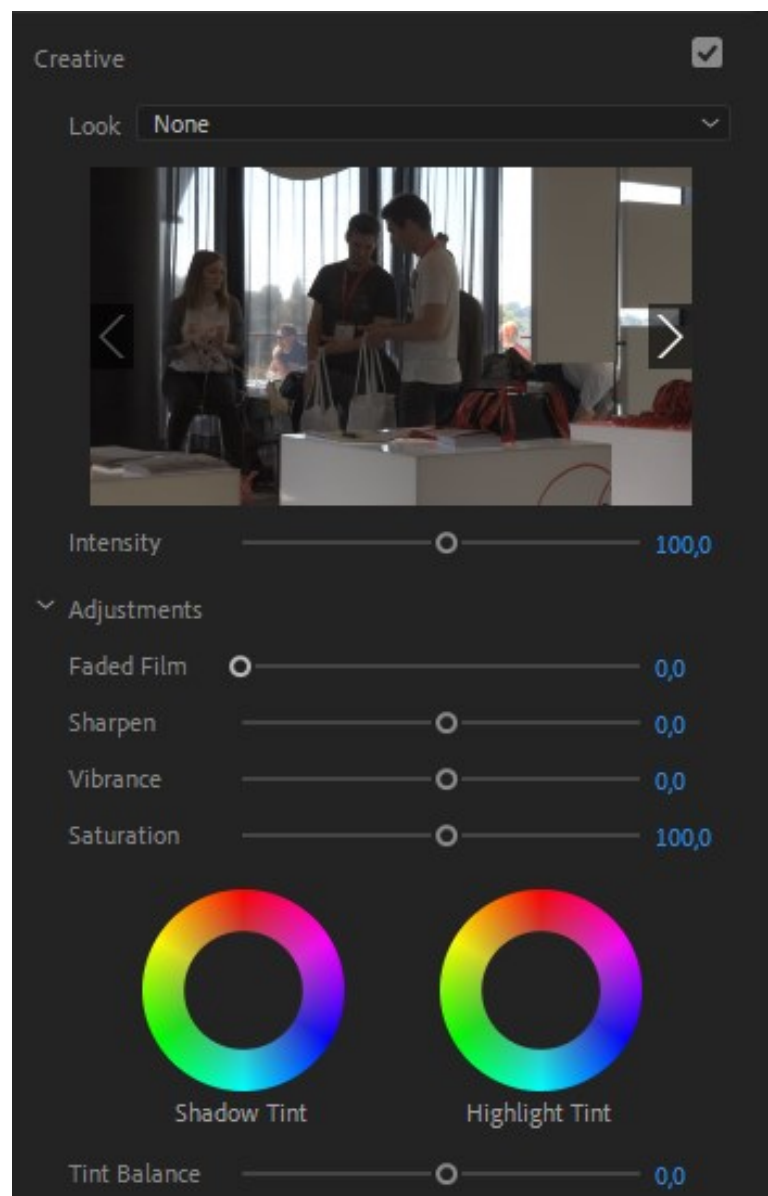 Creative
Look None
Intensity 100,0
Adjustments
Faded Film 0,0
Sharpen 0,0
Vibrance 0,0
Saturation 100,0
Shadow Tint Highlight Tint
Tint Balance 0,0